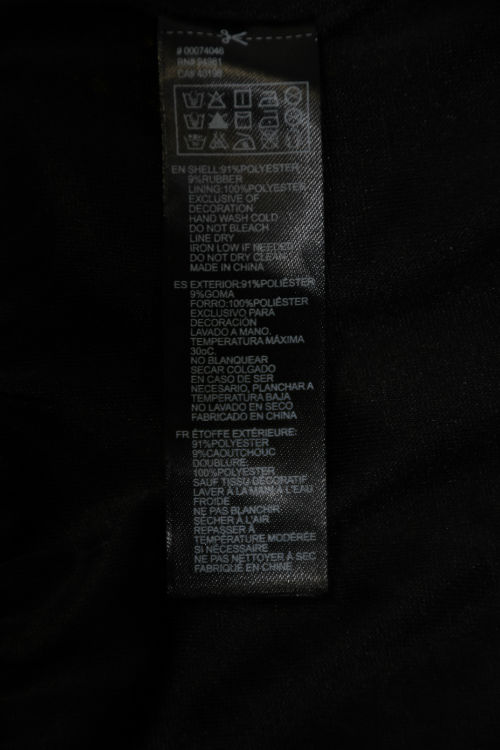 # 00074046
RN# 94981
CA# 40198
EN SHELL:91%POLYESTER
9%RUBBER
LINING:100%POLYESTER
EXCLUSIVE OF
DECORATION
HAND WASH COLD
DO NOT BLEACH
LINE DRY
IRON LOW IF NEEDED
DO NOT DRY CLEAN
MADE IN CHINA
ES EXTERIOR:91%POLIÉSTER
9%GOMA
FORRO:100%POLIÉSTER
EXCLUSIVO PARA
DECORACIÓN
LAVADO A MANO.
TEMPERATURA MÁXIMA
30oC.
NO BLANQUEAR
SECAR COLGADO
EN CASO DE SER
NECESARIO, PLANCHAR A
TEMPERATURA BAJA
NO LAVADO EN SECO
FABRICADO EN CHINA
FR ÉTOFFE EXTÉRIEURE:
91%POLYESTER
9%CAOUTCHOUC
DOUBLURE:
100%POLYESTER
SAUF TISSU DÉCORATIF
LAVER À LA MAIN À L'EAU
FROIDE
NE PAS BLANCHIR
SÉCHER À L'AIR
REPASSER À
TEMPÉRATURE MODÉRÉE
SI NÉCESSAIRE
NE PAS NETTOYER À SEC
FABRIQUÉ EN CHINE